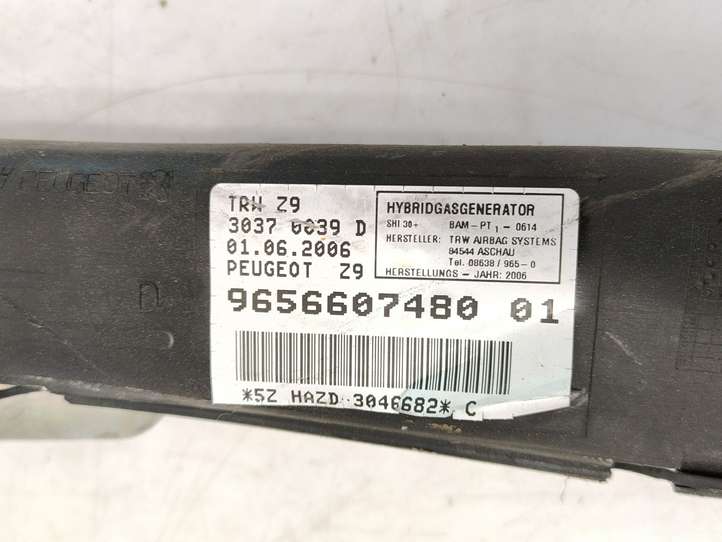 PEUGEOT Z9
TRW Z9
3037 0039 D
01.06.2006
PEUGEOT Z9
HYBRIDGASGENERATOR
SHI 30+ BAM-PT1-0614
HERSTELLER: TRW AIRBAG SYSTEMS
84544 ASCHAU
Tel. 08638/965-0
HERSTELLUNGS-JAHR: 2006
D
9656607480 01
*5Z HAZD 3046682* C